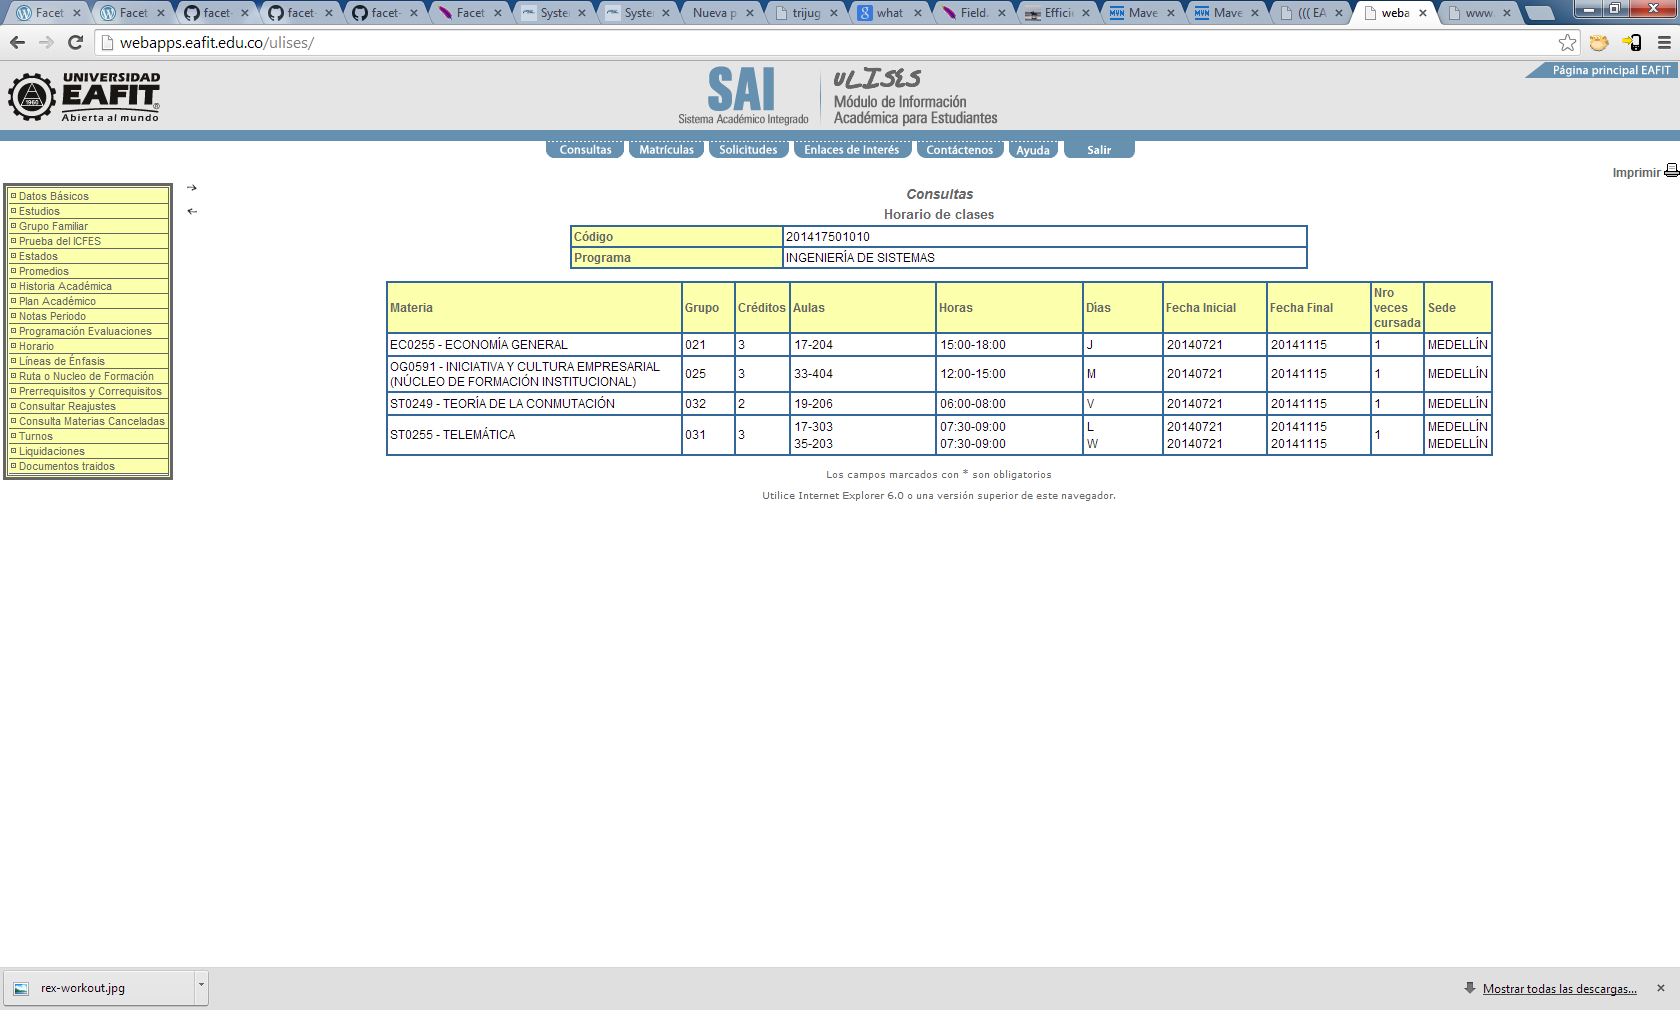 Facet
Facet
facet-
facet-
facet-
Facet
Syste
Syste
Nueva p
trijug
what
Field.
Efficie
Mave
Mave
((( EA
weba
www.
webapps.eafit.edu.co/ulises/
UNIVERSIDAD
EAFIT
Abierta al mundo
1960
SAI
Sistema Académico Integrado
ULISES
Módulo de Información
Académica para Estudiantes
Página principal EAFIT
Consultas Matrículas Solicitudes Enlaces de Interés Contáctenos Ayuda Salir
Imprimir
Datos Básicos
Estudios
Grupo Familiar
Prueba del ICFES
Estados
Promedios
Historia Académica
Plan Académico
Notas Periodo
Programación Evaluaciones
Horario
Líneas de Énfasis
Ruta o Nucleo de Formación
Prerrequisitos y Correquisitos
Consultar Reajustes
Consulta Materias Canceladas
Turnos
Liquidaciones
Documentos traidos
Consultas
Horario de clases
Código 201417501010
Programa INGENIERÍA DE SISTEMAS
Materia Grupo Créditos Aulas Horas Días Fecha Inicial Fecha Final Nro veces cursada Sede
EC0255 - ECONOMÍA GENERAL 021 3 17-204 15:00-18:00 J 20140721 20141115 1 MEDELLÍN
OG0591 - INICIATIVA Y CULTURA EMPRESARIAL
(NÚCLEO DE FORMACIÓN INSTITUCIONAL) 025 3 33-404 12:00-15:00 M 20140721 20141115 1 MEDELLÍN
ST0249 - TEORÍA DE LA CONMUTACIÓN 032 2 19-206 06:00-08:00 V 20140721 20141115 1 MEDELLÍN
ST0255 - TELEMÁTICA 031 3 17-303 07:30-09:00 L 20140721 20141115 1 MEDELLÍN
35-203 07:30-09:00 W 20140721 20141115 MEDELLÍN
Los campos marcados con * son obligatorios
Utilice Internet Explorer 6.0 o una versión superior de este navegador.
rex-workout.jpg
Mostrar todas las descargas...